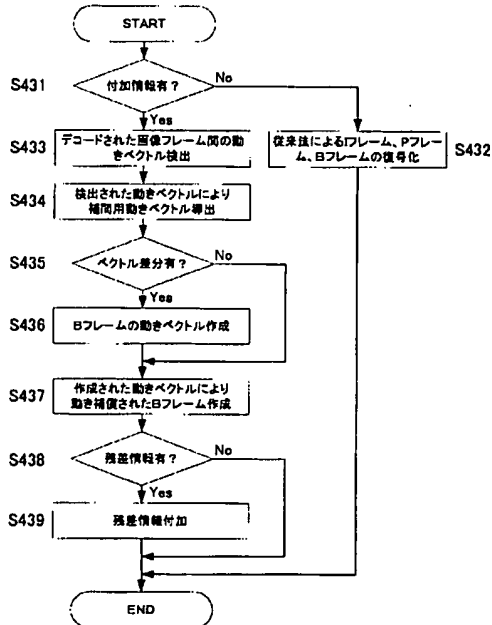 START
S431
付加情報有?
No
Yes
S433
デコードされた画像フレーム間の動
きベクトル検出
従来法によるIフレーム、Pフレー
ム、Bフレームの復号化
S432
S434
検出された動きベクトルにより
補間用動きベクトル導出
S435
ベクトル差分有?
No
Yes
S436
Bフレームの動きベクトル作成
S437
作成された動きベクトルにより
動き補償されたBフレーム作成
S438
残差情報有?
No
Yes
S439
残差情報付加
END